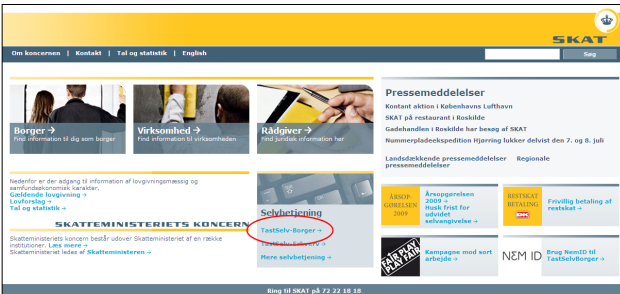 SKAT
Om koncernen | Kontakt | Tal og statistik | English
Søg
Borger →
Find information til dig som borger
Virksomhed →
Find information til virksomheden
Rådgiver →
Find juridisk information her
Pressemeddelelser
Kontant aktion i Københavns Lufthavn
SKAT på restaurant i Roskilde
Gadehandlen i Roskilde har besøg af SKAT
Nummerpladeekspedition Hjørring lukker delvist den 7. og 8. juli
Landsdækkende pressemeddelelser Regionale
pressemeddelelser
Nedenfor er der adgang til information af lovgivningsmæssig og
samfundsøkonomisk karakter.
Gældende lovgivning →
Lovforslag →
Tal og statistik →
SKATTEMINISTERIETS KONCERN
Skatteministeriets koncern består udover Skatteministeriet af en række
institutioner. Læs mere →
Skatteministeriet ledes af Skatteministeren →
Selvbetjening
TastSelv-Borger →
TastSelv-Erhverv →
Mere selvbetjening →
ÅRSOP-
GØRELSEN
2009
Årsopgørelsen
2009 →
Husk frist for
udvidet
selvangivelse →
RESTSKAT
BETALING
Frivillig betaling af
restskat →
FAIR PLAY
PLAY FAIR
Kampagne mod sort
arbejde →
NEM ID
Brug NemID til
TastSelvBorger →
Ring til SKAT på 72 22 18 18